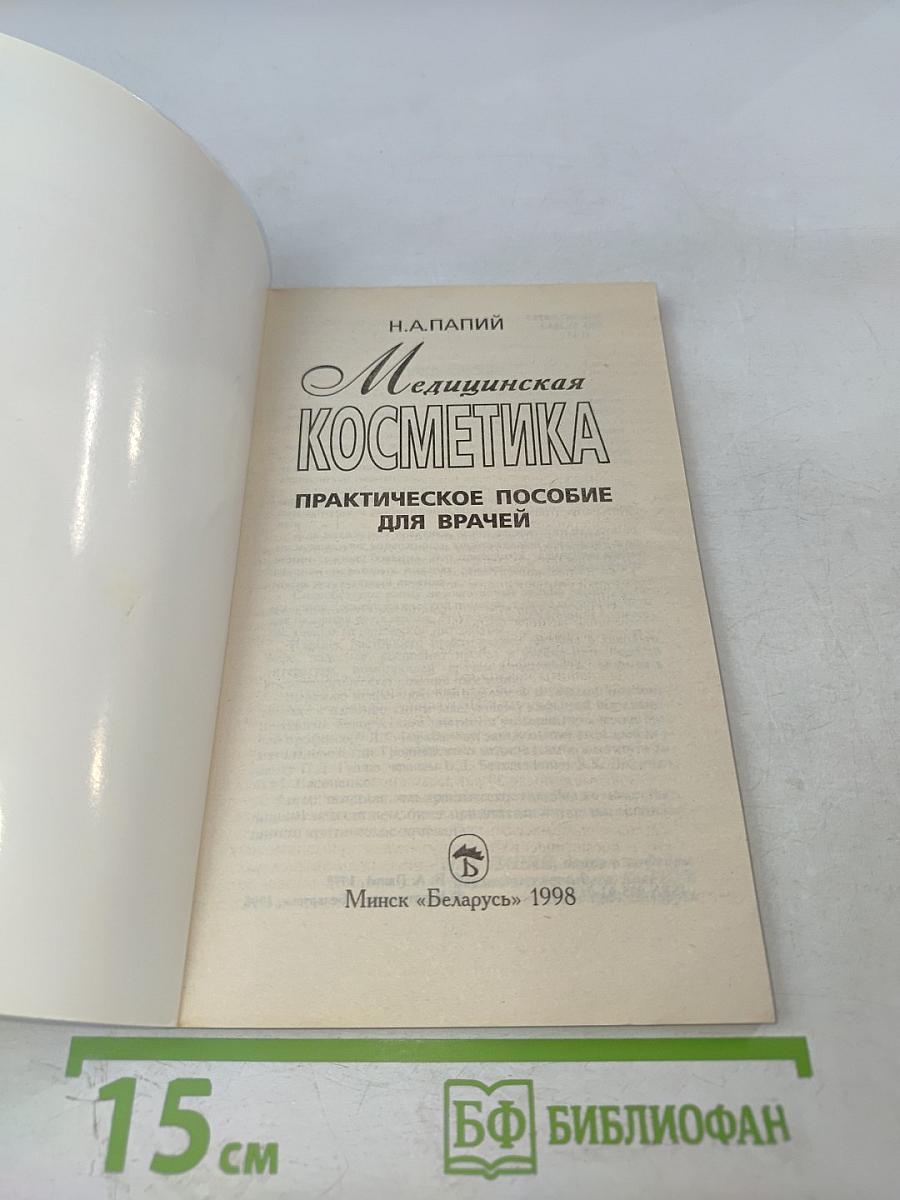 Н.А.ПАПИЙ
Медицинская
КОСМЕТИКА
ПРАКТИЧЕСКОЕ ПОСОБИЕ
ДЛЯ ВРАЧЕЙ
Б
Минск «Беларусь» 1998
15 см
БФ БИБЛИОФАН